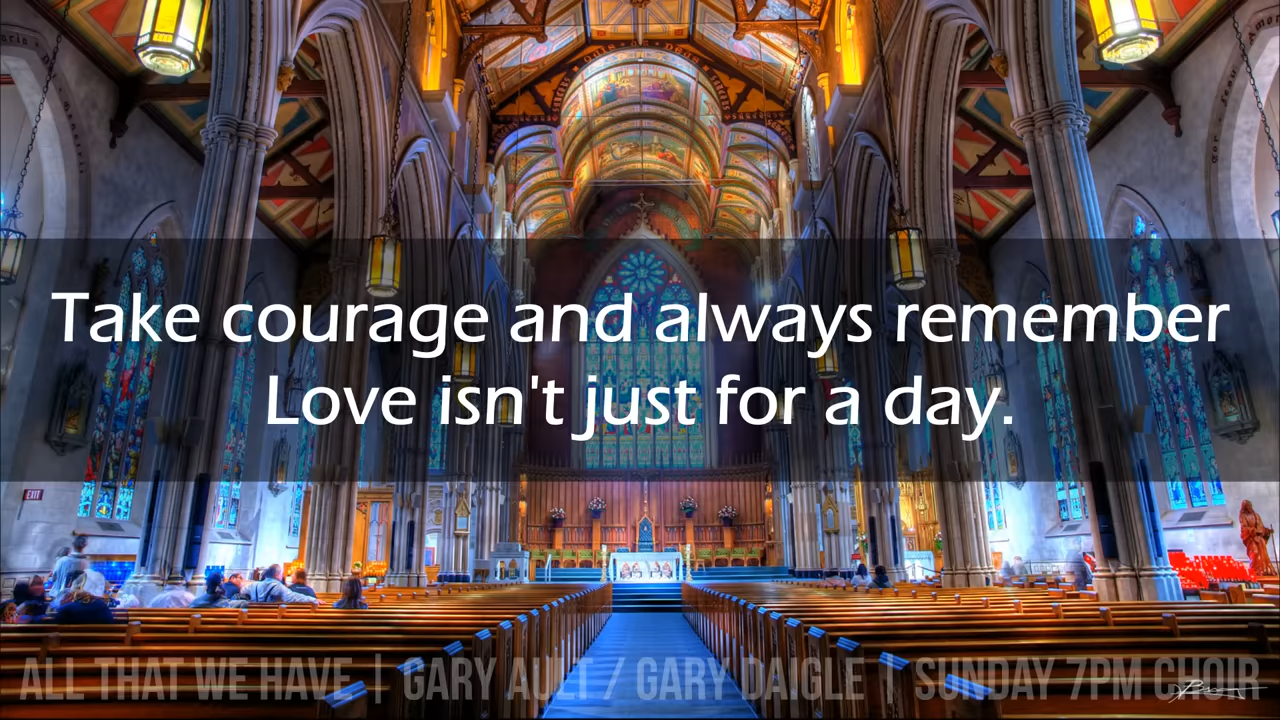 Take courage and always remember
Love isn't just for a day.
EXIT
ALL THAT WE HAVE | GARY AULT / GARY DAIGLE | SUNDAY 7PM CHOIR